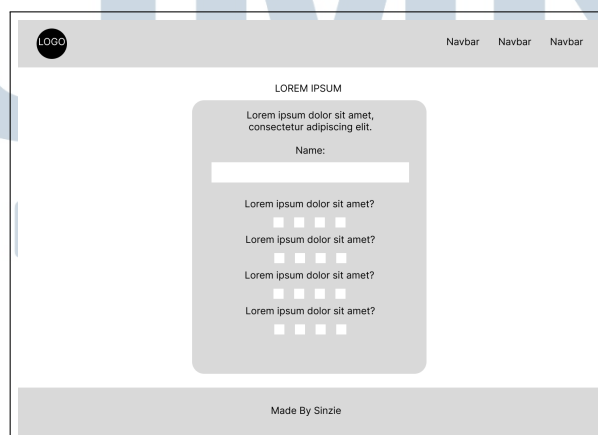 LOGO
Navbar Navbar Navbar
LOREM IPSUM
Lorem ipsum dolor sit amet,
consectetur adipiscing elit.
Name:
Lorem ipsum dolor sit amet?
Lorem ipsum dolor sit amet?
Lorem ipsum dolor sit amet?
Lorem ipsum dolor sit amet?
Made By Sinzie